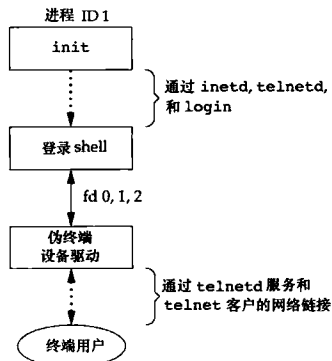 进程 ID 1
init
通过 inetd, telnetd,
和 login
登录 shell
fd 0, 1, 2
伪终端
设备驱动
通过 telnetd 服务和
telnet 客户的网络链接
终端用户